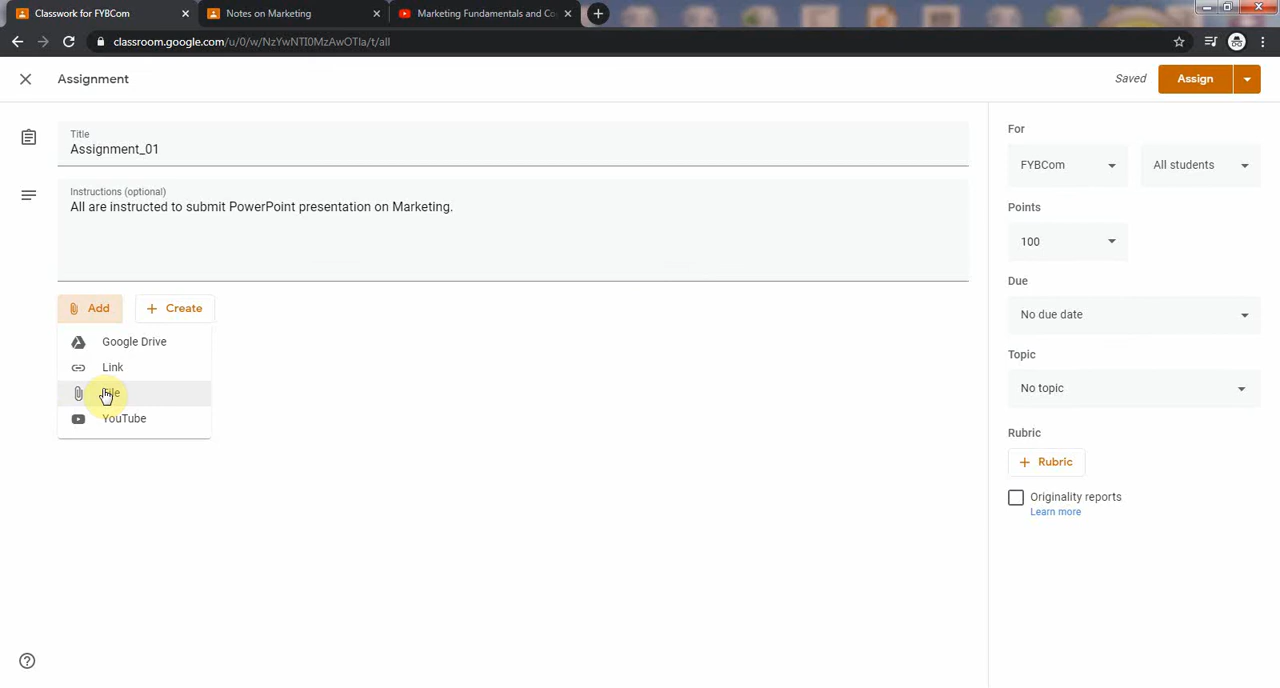 Classwork for FYBCom
Notes on Marketing
Marketing Fundamentals and Co
classroom.google.com/u/0/w/NzYwNTI0MzAwOTIa/t/all
Assignment
Saved
Assign
Title
Assignment_01
Instructions (optional)
All are instructed to submit PowerPoint presentation on Marketing.
Add
Create
Google Drive
Link
File
YouTube
For
FYBCom
All students
Points
100
Due
No due date
Topic
No topic
Rubric
Rubric
Originality reports
Learn more